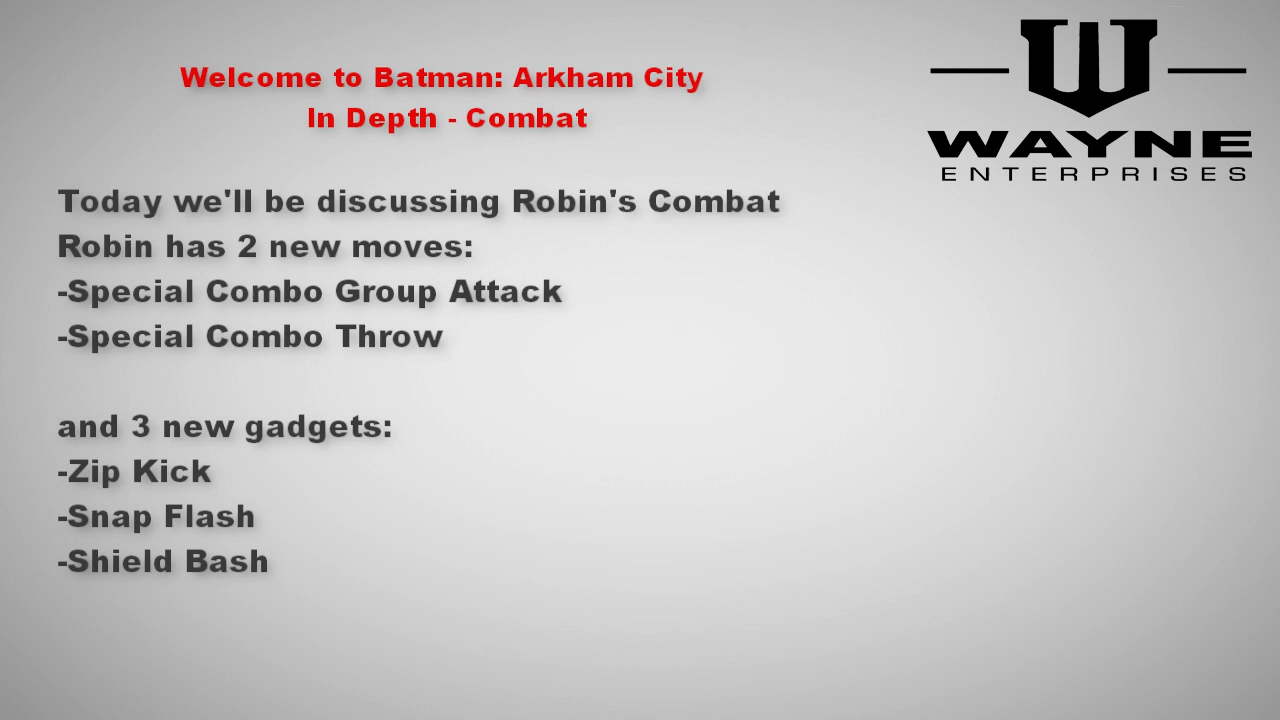 Welcome to Batman: Arkham City
In Depth - Combat
WAYNE
ENTERPRISES
Today we'll be discussing Robin's Combat
Robin has 2 new moves:
-Special Combo Group Attack
-Special Combo Throw
and 3 new gadgets:
-Zip Kick
-Snap Flash
-Shield Bash